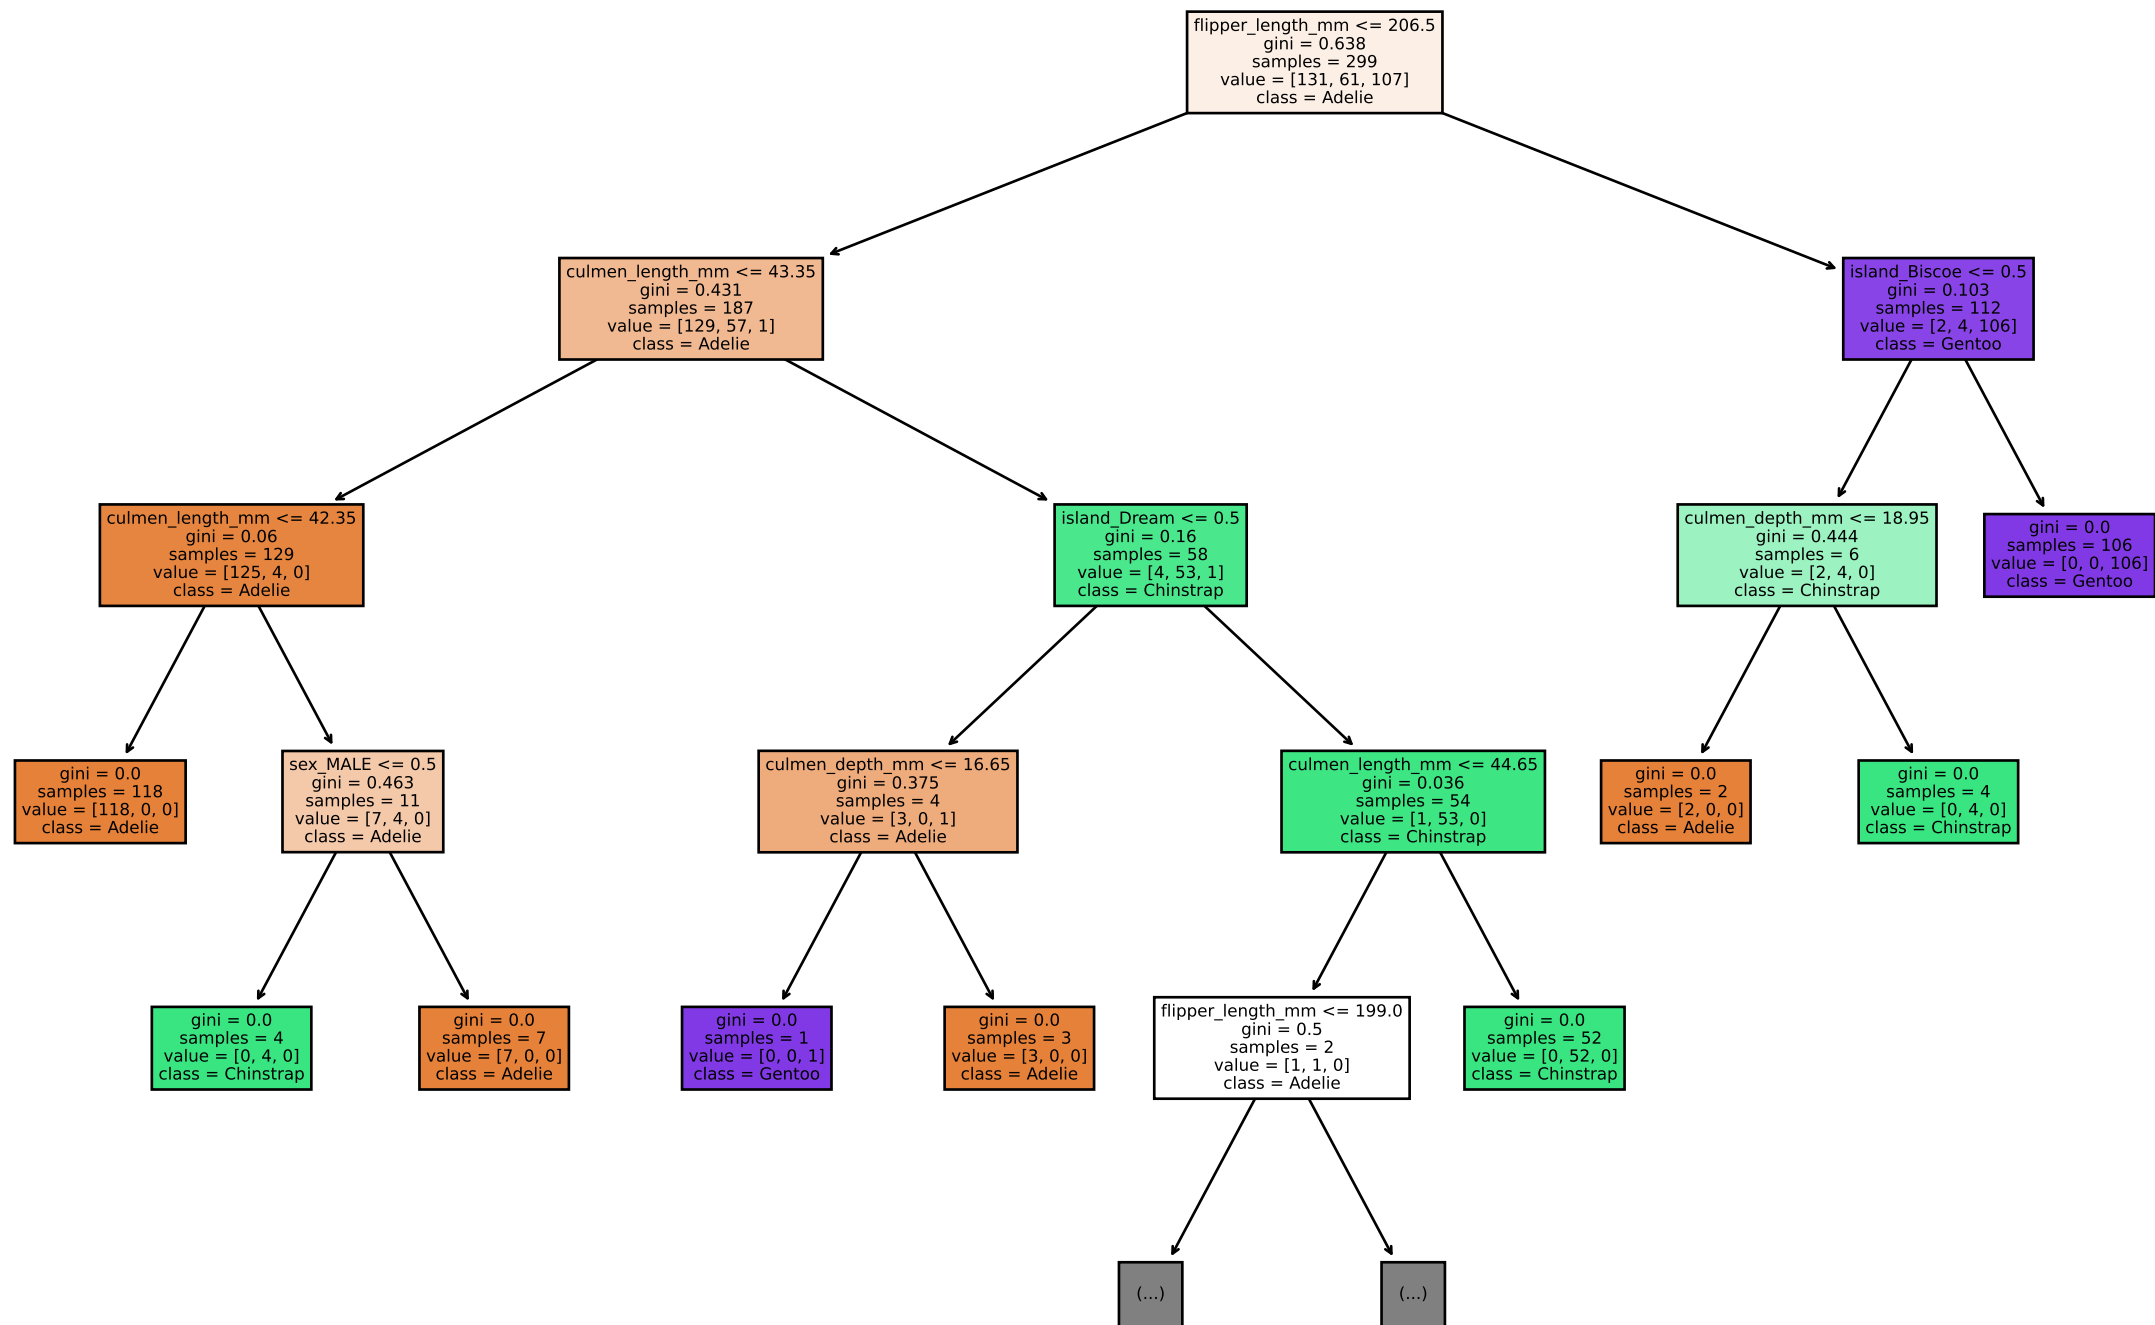 flipper_length_mm <= 206.5
gini = 0.638
samples = 299
value = [131, 61, 107]
class = Adelie
culmen_length_mm <= 43.35
gini = 0.431
samples = 187
value = [129, 57, 1]
class = Adelie
island_Biscoe <= 0.5
gini = 0.103
samples = 112
value = [2, 4, 106]
class = Gentoo
culmen_length_mm <= 42.35
gini = 0.06
samples = 129
value = [125, 4, 0]
class = Adelie
island_Dream <= 0.5
gini = 0.16
samples = 58
value = [4, 53, 1]
class = Chinstrap
culmen_depth_mm <= 18.95
gini = 0.444
samples = 6
value = [2, 4, 0]
class = Chinstrap
gini = 0.0
samples = 106
value = [0, 0, 106]
class = Gentoo
gini = 0.0
samples = 118
value = [118, 0, 0]
class = Adelie
sex_MALE <= 0.5
gini = 0.463
samples = 11
value = [7, 4, 0]
class = Adelie
culmen_depth_mm <= 16.65
gini = 0.375
samples = 4
value = [3, 0, 1]
class = Adelie
culmen_length_mm <= 44.65
gini = 0.036
samples = 54
value = [1, 53, 0]
class = Chinstrap
gini = 0.0
samples = 2
value = [2, 0, 0]
class = Adelie
gini = 0.0
samples = 4
value = [0, 4, 0]
class = Chinstrap
gini = 0.0
samples = 4
value = [0, 4, 0]
class = Chinstrap
gini = 0.0
samples = 7
value = [7, 0, 0]
class = Adelie
gini = 0.0
samples = 1
value = [0, 0, 1]
class = Gentoo
gini = 0.0
samples = 3
value = [3, 0, 0]
class = Adelie
flipper_length_mm <= 199.0
gini = 0.5
samples = 2
value = [1, 1, 0]
class = Adelie
gini = 0.0
samples = 52
value = [0, 52, 0]
class = Chinstrap
(...)
(...)